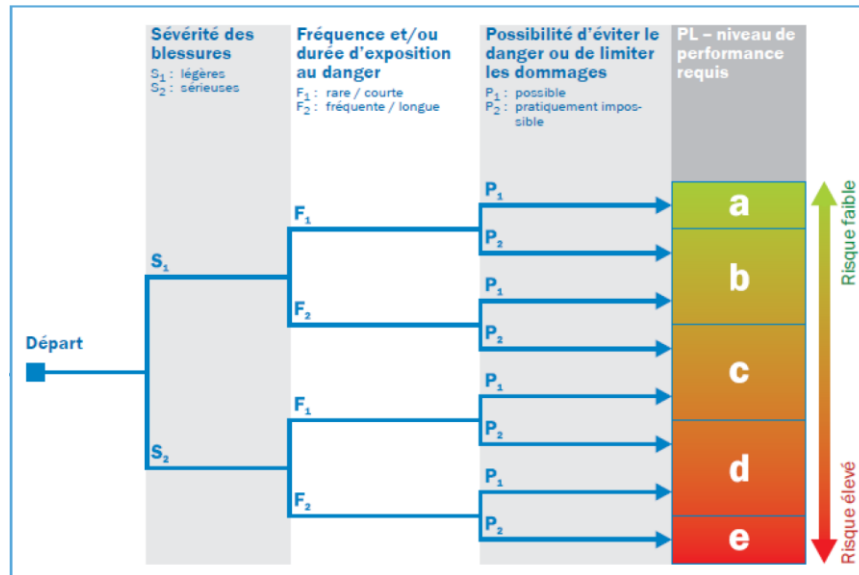 Sévérité des
blessures
S₁ : légères
S₂ : sérieuses
Fréquence et/ou
durée d'exposition
au danger
F₁ : rare / courte
F₂ : fréquente / longue
Possibilité d'éviter le
danger ou de limiter
les dommages
P₁ : possible
P₂ : pratiquement impos-
sible
PL – niveau de
performance
requis
Départ
S₁
S₂
F₁
F₂
F₁
F₂
P₁
P₂
P₁
P₂
P₁
P₂
P₁
P₂
a
b
c
d
e
Risque faible
Risque élevé